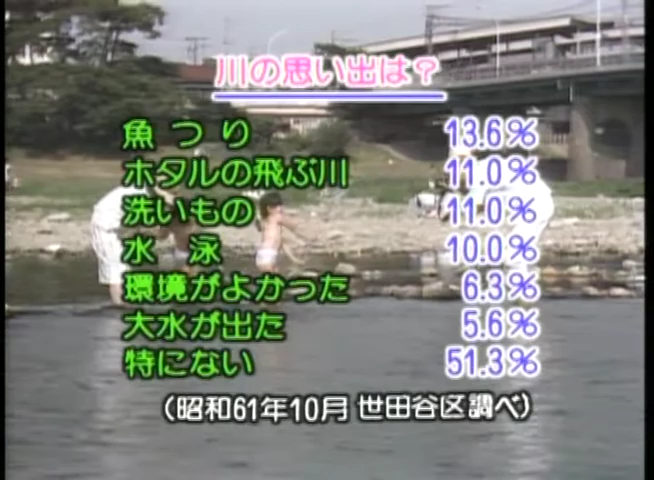 川の思い出は？
魚つり 13.6％
ホタルの飛ぶ川 11.0％
洗いもの 11.0％
水泳 10.0％
環境がよかった 6.3％
大水が出た 5.6％
特にない 51.3％
（昭和61年10月 世田谷区調べ）